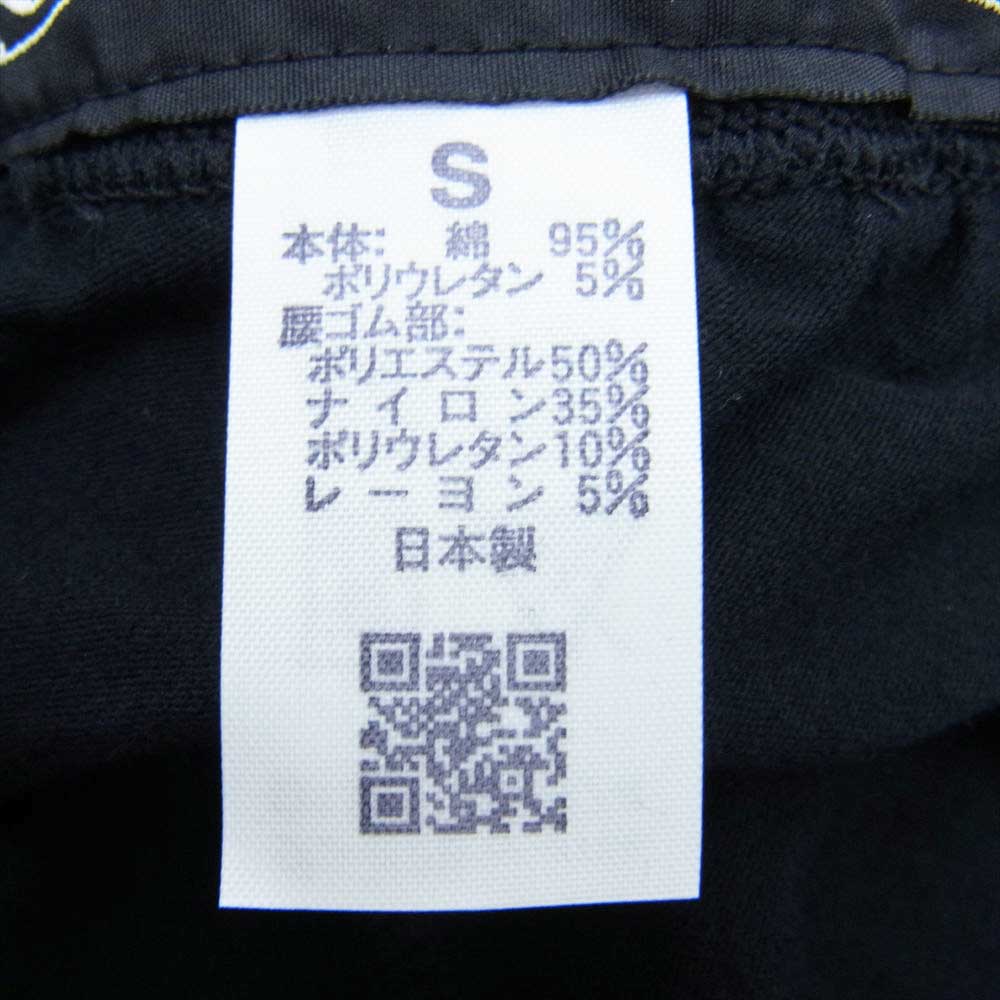 S
本体: 綿 95%
ポリウレタン 5%
腰ゴム部:
ポリエステル50%
ナイロン35%
ポリウレタン10%
レーヨン 5%
日本製